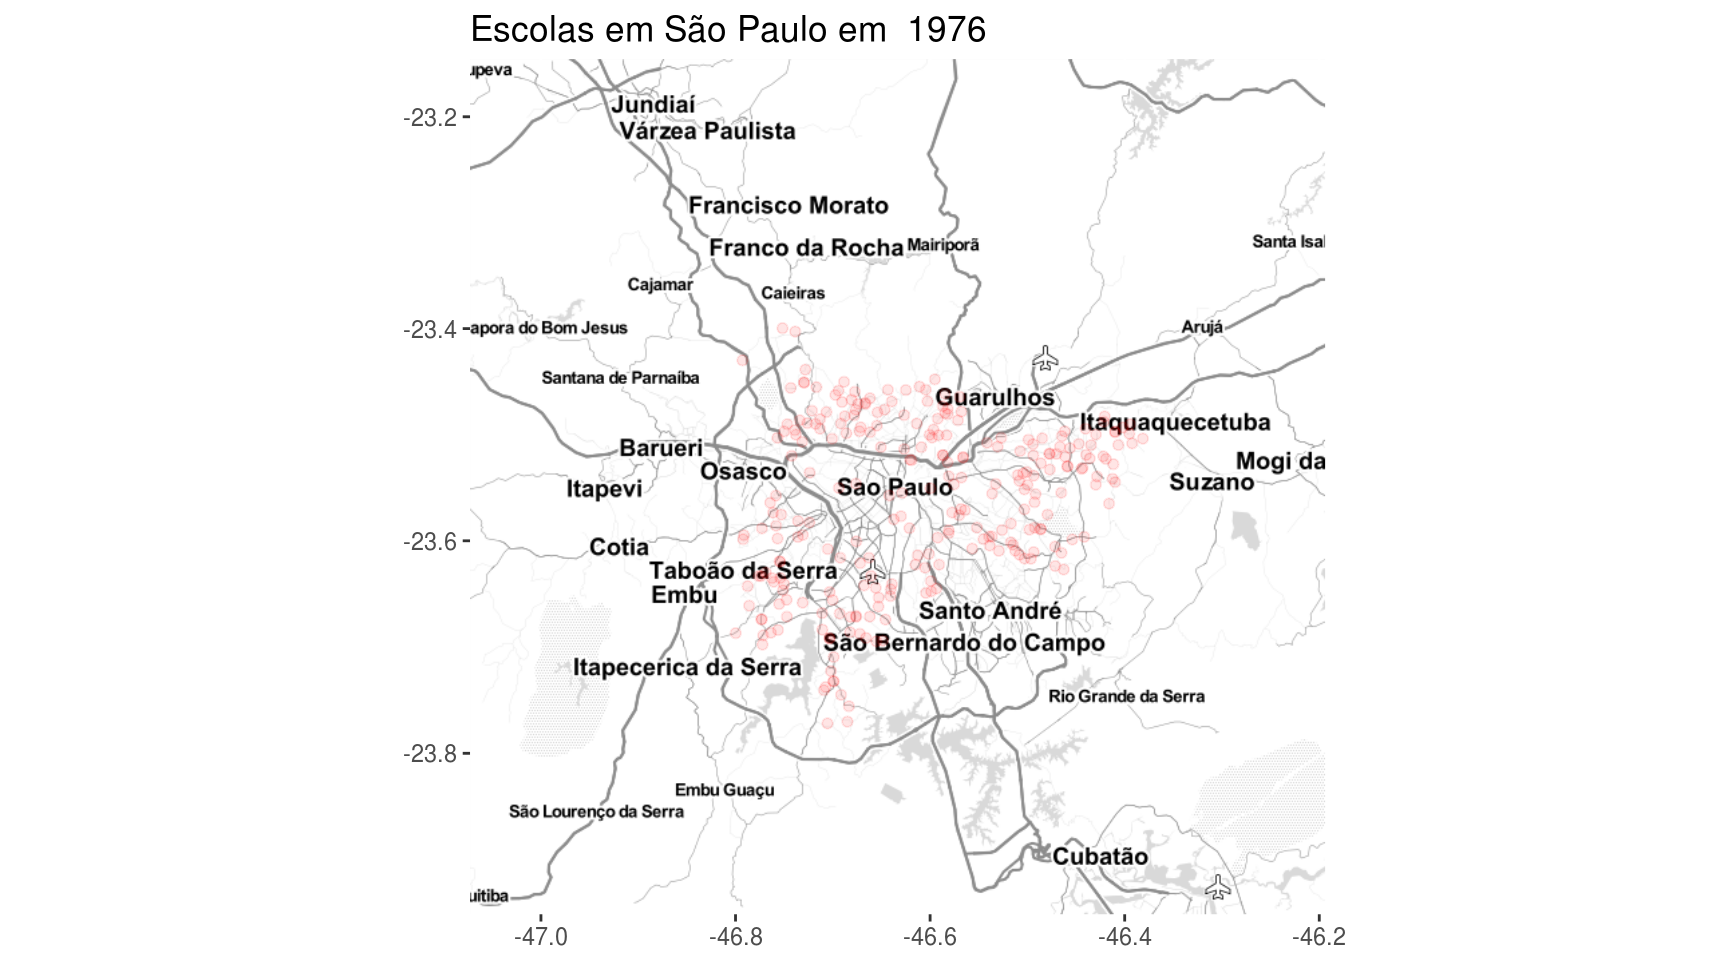 Escolas em São Paulo em  1976
upeva
Jundiaí
Várzea Paulista
-23.2
Francisco Morato
Franco da Rocha
Mairiporã
Santa Isal
Cajamar
Caieiras
-23.4
apora do Bom Jesus
Arujá
Santana de Parnaíba
Guarulhos
Itaquaquecetuba
Barueri
Osasco
Mogi da
Itapevi
Sao Paulo
Suzano
-23.6
Cotia
Taboão da Serra
Embu
Santo André
São Bernardo do Campo
Itapecerica da Serra
Rio Grande da Serra
-23.8
Embu Guaçu
São Lourenço da Serra
Cubatão
uitiba
-47.0
-46.8
-46.6
-46.4
-46.2